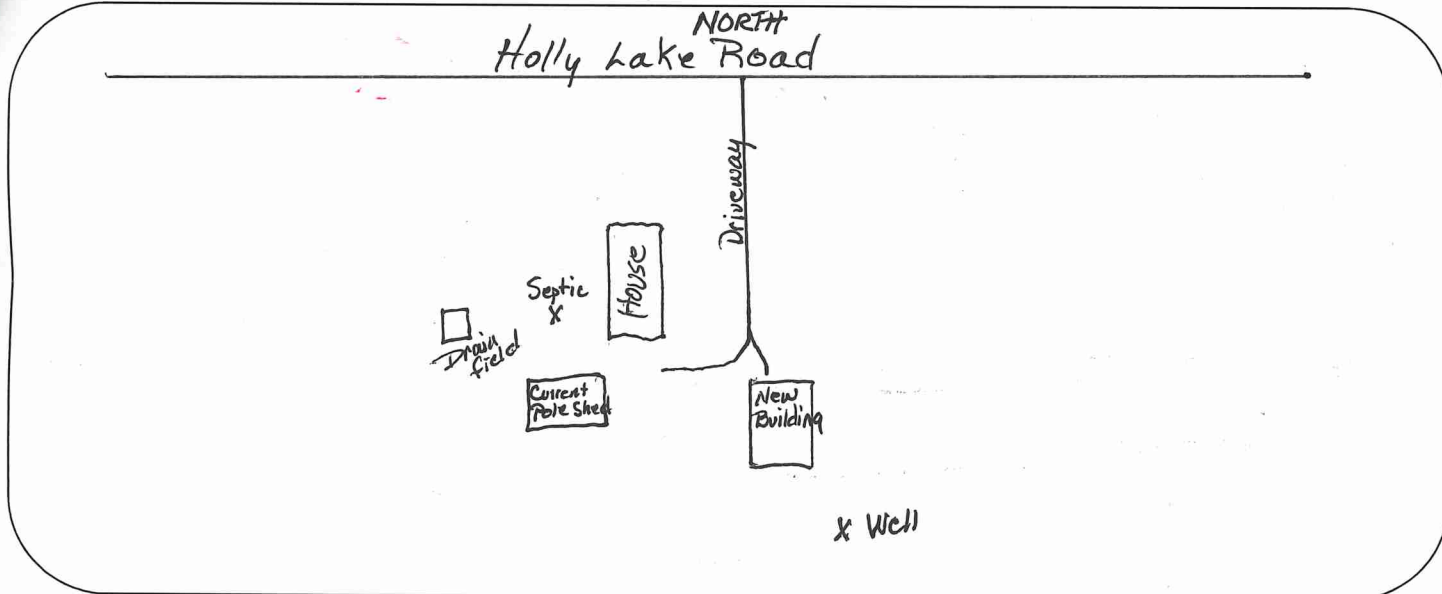 NORTH
Holly Lake Road
Driveway
House
Septic
X
Drain
field
Current
Pole Shed
New
Building
X Well